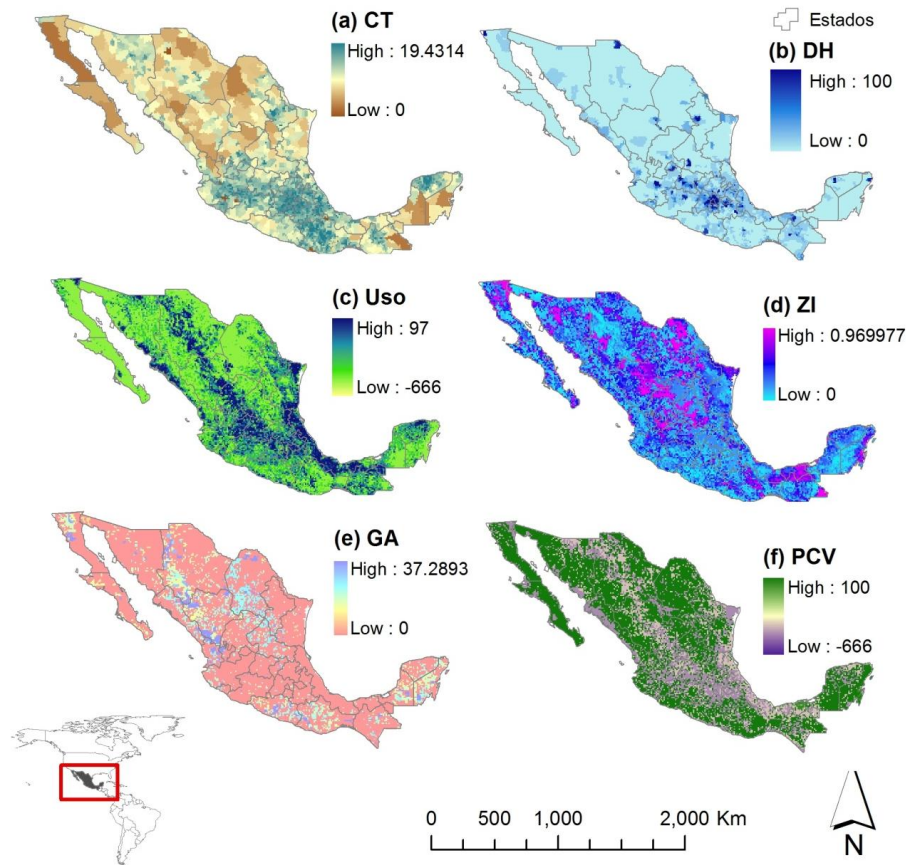 (a) CT
High : 19.4314
Low : 0
Estados
(b) DH
High : 100
Low : 0
(c) Uso
High : 97
Low : -666
(d) ZI
High : 0.969977
Low : 0
(e) GA
High : 37.2893
Low : 0
(f) PCV
High : 100
Low : -666
0 500 1,000 2,000 Km
N